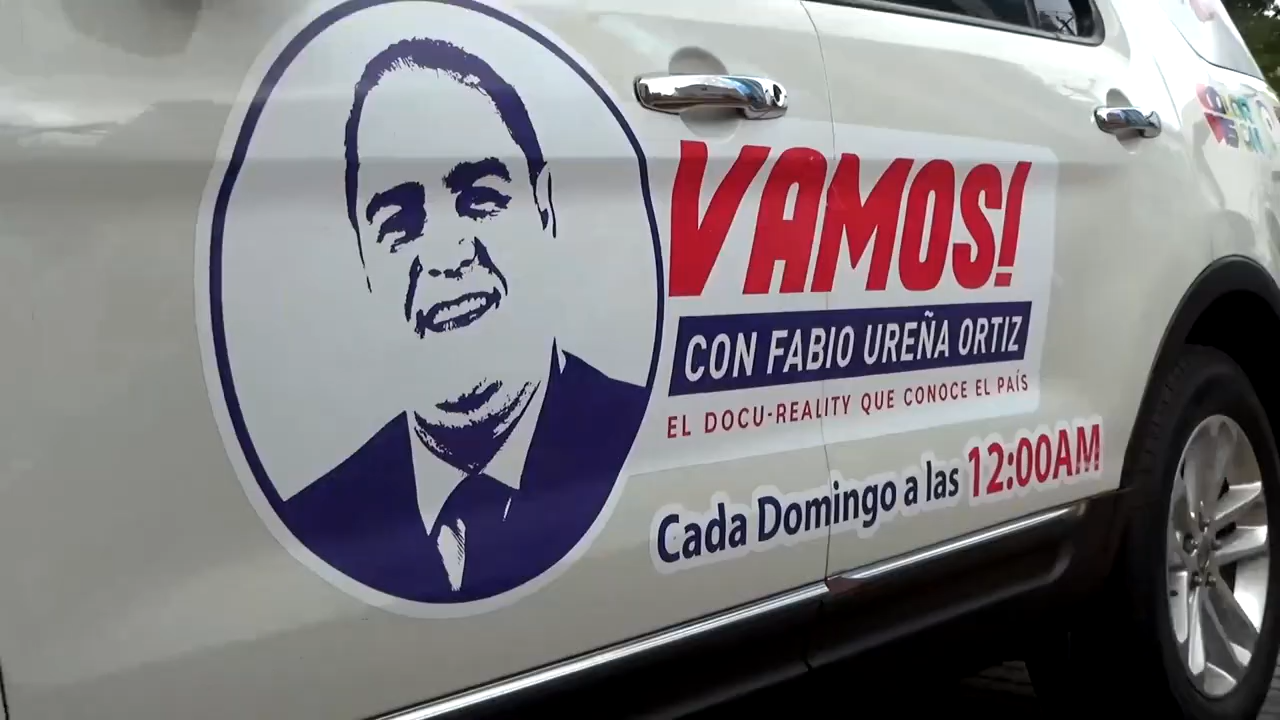 VAMOS!
CON FABIO UREÑA ORTIZ
EL DOCU-REALITY QUE CONOCE EL PAÍS
Cada Domingo a las 12:00AM